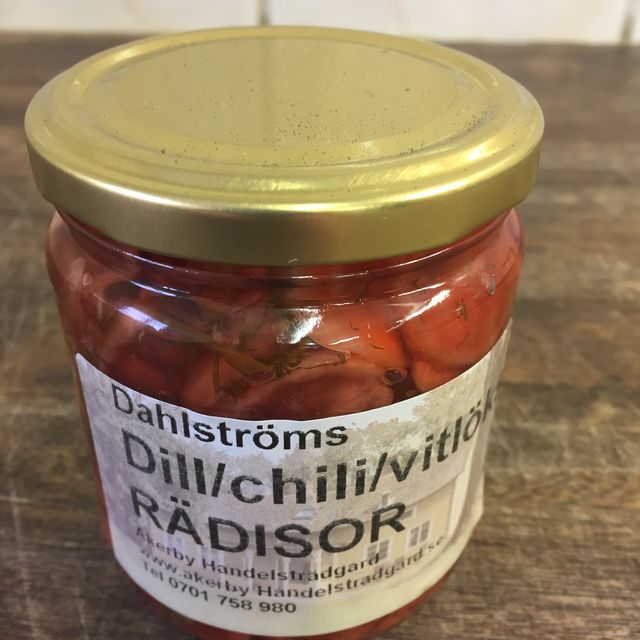 Dahlströms
Dill/chili/vitlök
RÄDISOR
Åkerby Handelsträdgård
www.akerby Handelstradgard.se
Tel 0701 758 980